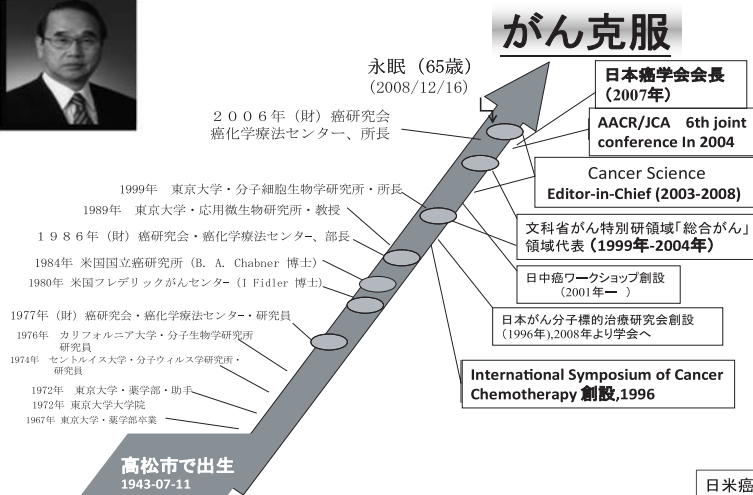 がん克服
永眠（65歳）
（2008/12/16）
２００６年（財）癌研究会
癌化学療法センター、所長
1999年　東京大学・分子細胞生物学研究所・所長
1989年　東京大学・応用微生物研究所・教授
１９８６年（財）癌研究会・癌化学療法センター、部長
1984年 米国国立癌研究所（B. A. Chabner 博士）
1980年 米国フレデリックがんセンター（I Fidler 博士）
1977年（財）癌研究会・癌化学療法センター・研究員
1976年　カリフォルニア大学・分子生物学研究所
研究員
1974年　セントルイス大学・分子ウィルス学研究所・
研究員
1972年　東京大学・薬学部・助手
1972年 東京大学大学院
1967年 東京大学・薬学部卒業
高松市で出生
1943-07-11
日本癌学会会長
（2007年）
AACR/JCA　6th joint
conference In 2004
Cancer Science
Editor-in-Chief (2003-2008)
文科省がん特別研領域「総合がん」
領域代表（1999年-2004年）
日中癌ワークショップ創設
（2001年ー　）
日本がん分子標的治療研究会創設
（1996年）,2008年より学会へ
International Symposium of Cancer
Chemotherapy 創設,1996
日米癌